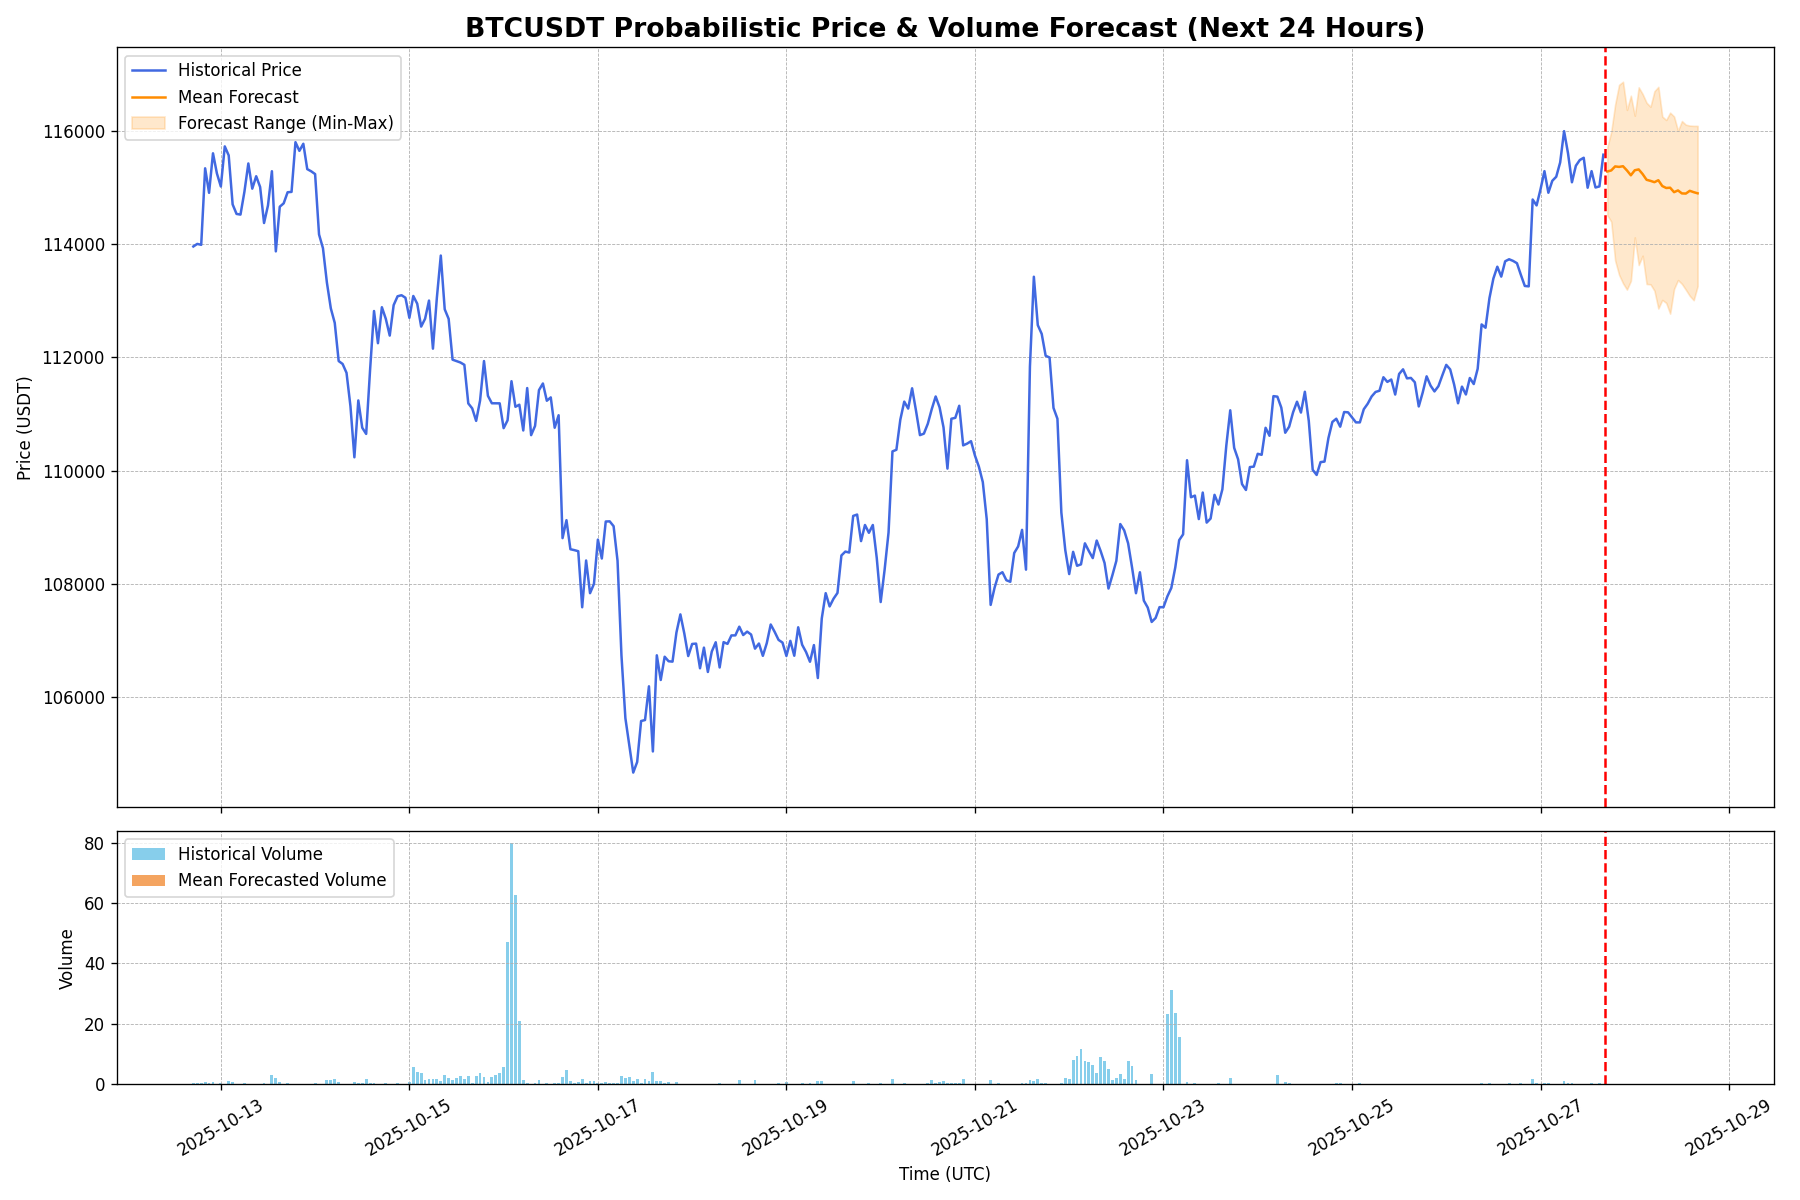 BTCUSDT Probabilistic Price & Volume Forecast (Next 24 Hours)
Historical Price
Mean Forecast
Forecast Range (Min-Max)
116000
114000
112000
110000
108000
106000
Price (USDT)
Historical Volume
Mean Forecasted Volume
80
60
40
20
0
Volume
2025-10-13
2025-10-15
2025-10-17
2025-10-19
2025-10-21
2025-10-23
2025-10-25
2025-10-27
2025-10-29
Time (UTC)